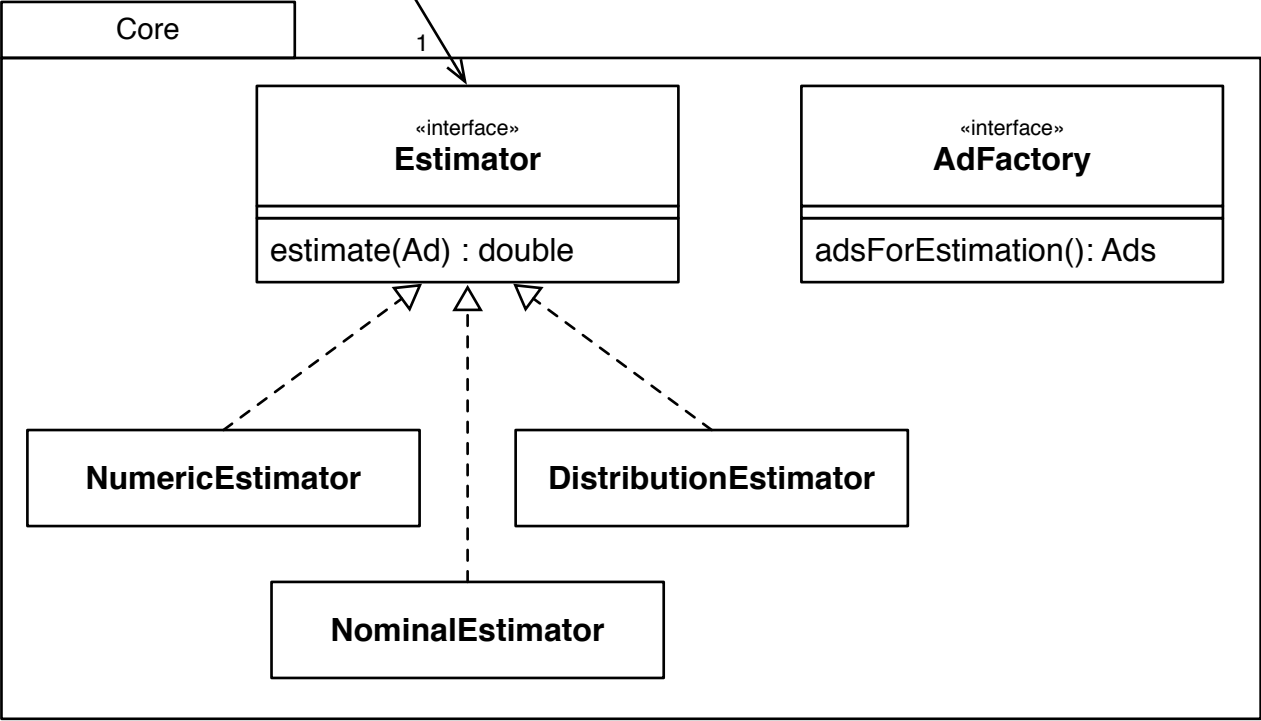 Core
1
«interface»
Estimator
estimate(Ad) : double
«interface»
AdFactory
adsForEstimation(): Ads
NumericEstimator
DistributionEstimator
NominalEstimator